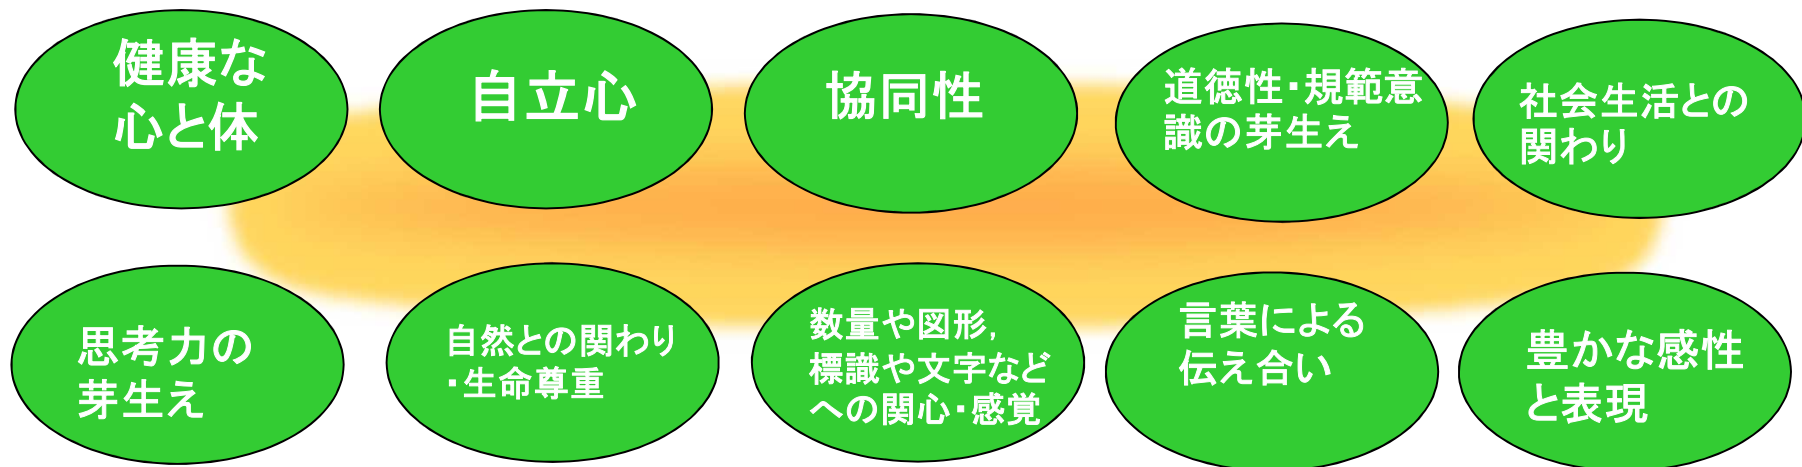 健康な
心と体
自立心
協同性
道徳性・規範意
識の芽生え
社会生活との
関わり
思考力の
芽生え
自然との関わり
・生命尊重
数量や図形,
標識や文字など
への関心・感覚
言葉による
伝え合い
豊かな感性
と表現